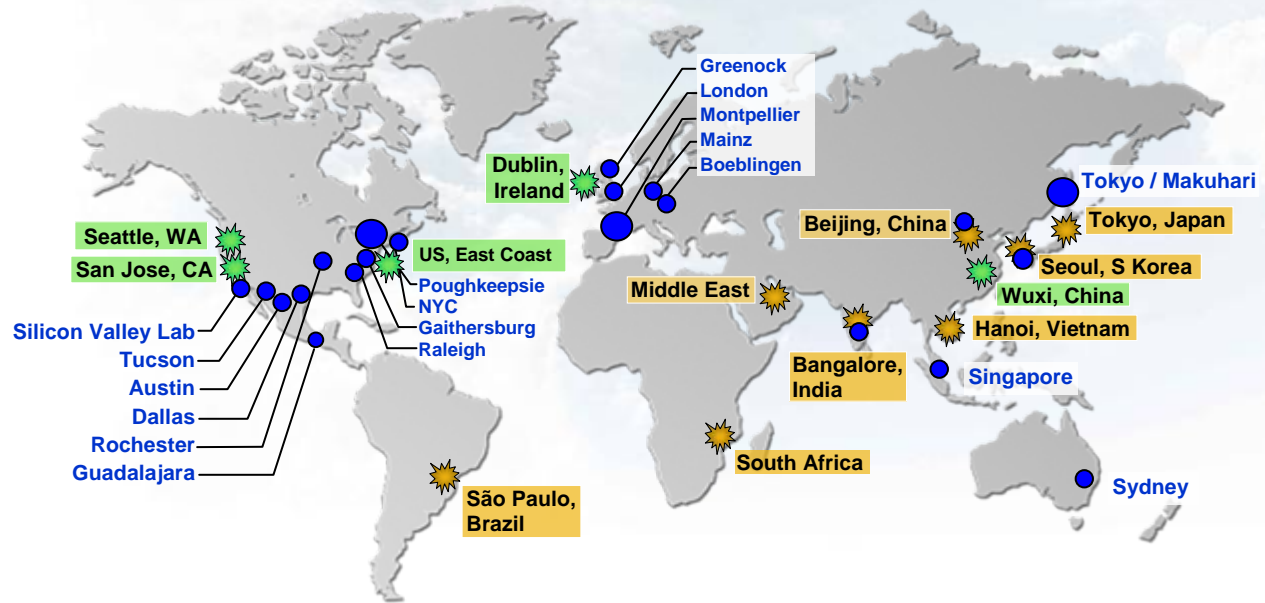 Greenock
London
Montpellier
Mainz
Boeblingen
Dublin,
Ireland
Tokyo / Makuhari
Beijing, China
Tokyo, Japan
Seattle, WA
US, East Coast
San Jose, CA
Seoul, S Korea
Poughkeepsie
Middle East
Wuxi, China
NYC
Gaithersburg
Hanoi, Vietnam
Silicon Valley Lab
Raleigh
Tucson
Bangalore,
India
Singapore
Austin
Dallas
Rochester
South Africa
Guadalajara
Sydney
São Paulo,
Brazil